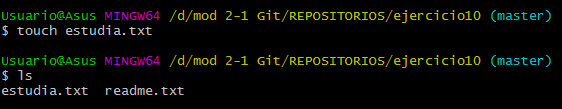 Usuario@Asus MINGW64 /d/mod 2-1 Git/REPOSITORIOS/ejercicio10 (master)
$ touch estudia.txt
Usuario@Asus MINGW64 /d/mod 2-1 Git/REPOSITORIOS/ejercicio10 (master)
$ ls
estudia.txt  readme.txt